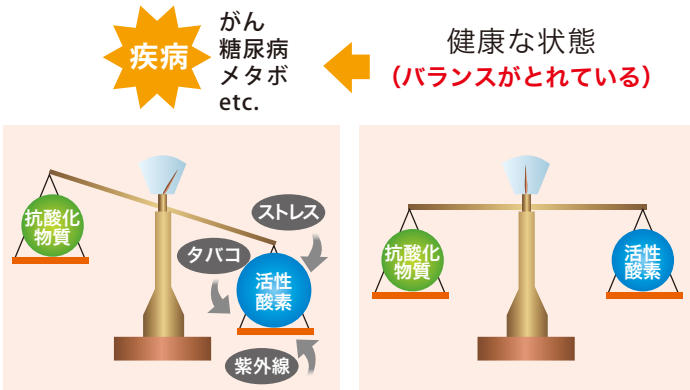 疾病
がん
糖尿病
メタボ
etc.
健康な状態
（バランスがとれている）
抗酸化
物質
ストレス
タバコ
活性
酸素
紫外線
抗酸化
物質
活性
酸素